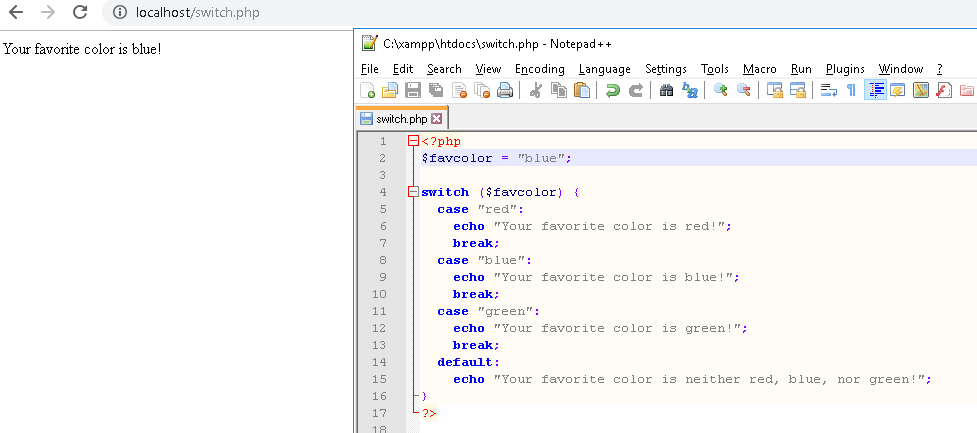 localhost/switch.php
Your favorite color is blue!
C:\xampp\htdocs\switch.php - Notepad++
File Edit Search View Encoding Language Settings Tools Macro Run Plugins Window ?
switch.php
1 <?php
2 $favcolor = "blue";
3
4 switch ($favcolor) {
5   case "red":
6     echo "Your favorite color is red!";
7     break;
8   case "blue":
9     echo "Your favorite color is blue!";
10     break;
11   case "green":
12     echo "Your favorite color is green!";
13     break;
14   default:
15     echo "Your favorite color is neither red, blue, nor green!";
16 }
17 ?>
18